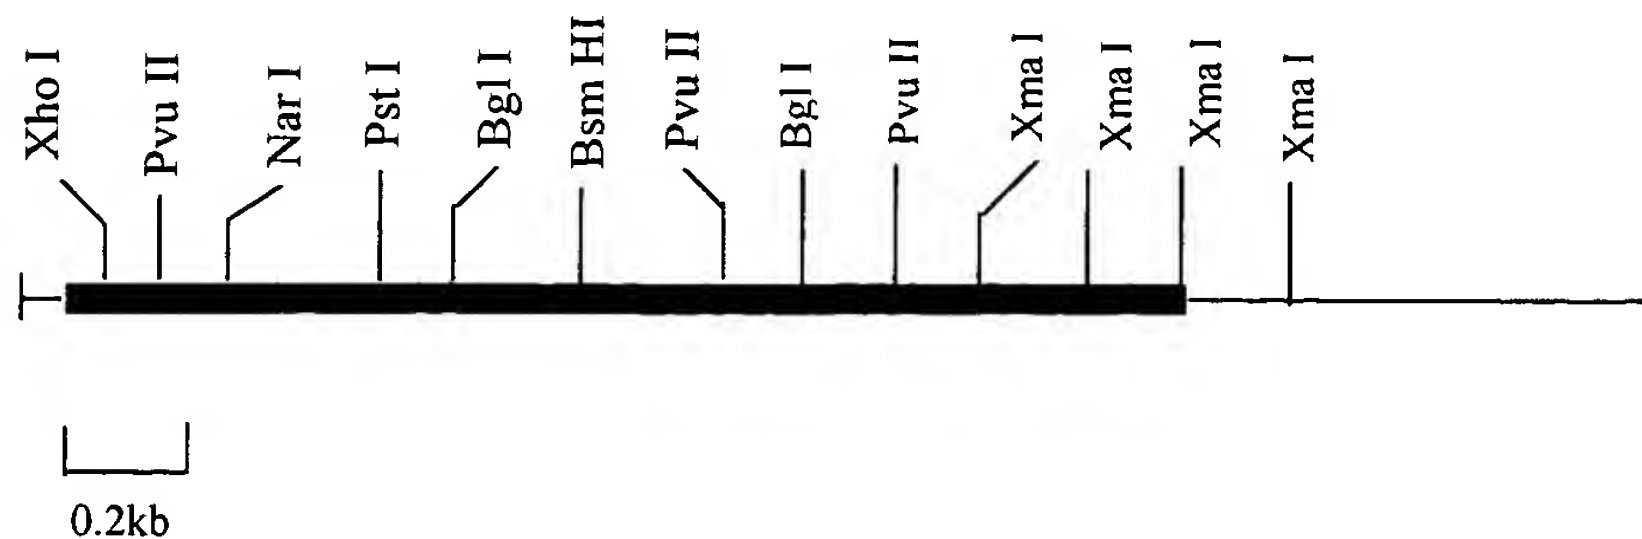 Xho I
Pvu II
Nar I
Pst I
Bgl I
Bsm HI
Pvu II
Bgl I
Pvu II
Xma I
Xma I
Xma I
Xma I
0.2kb